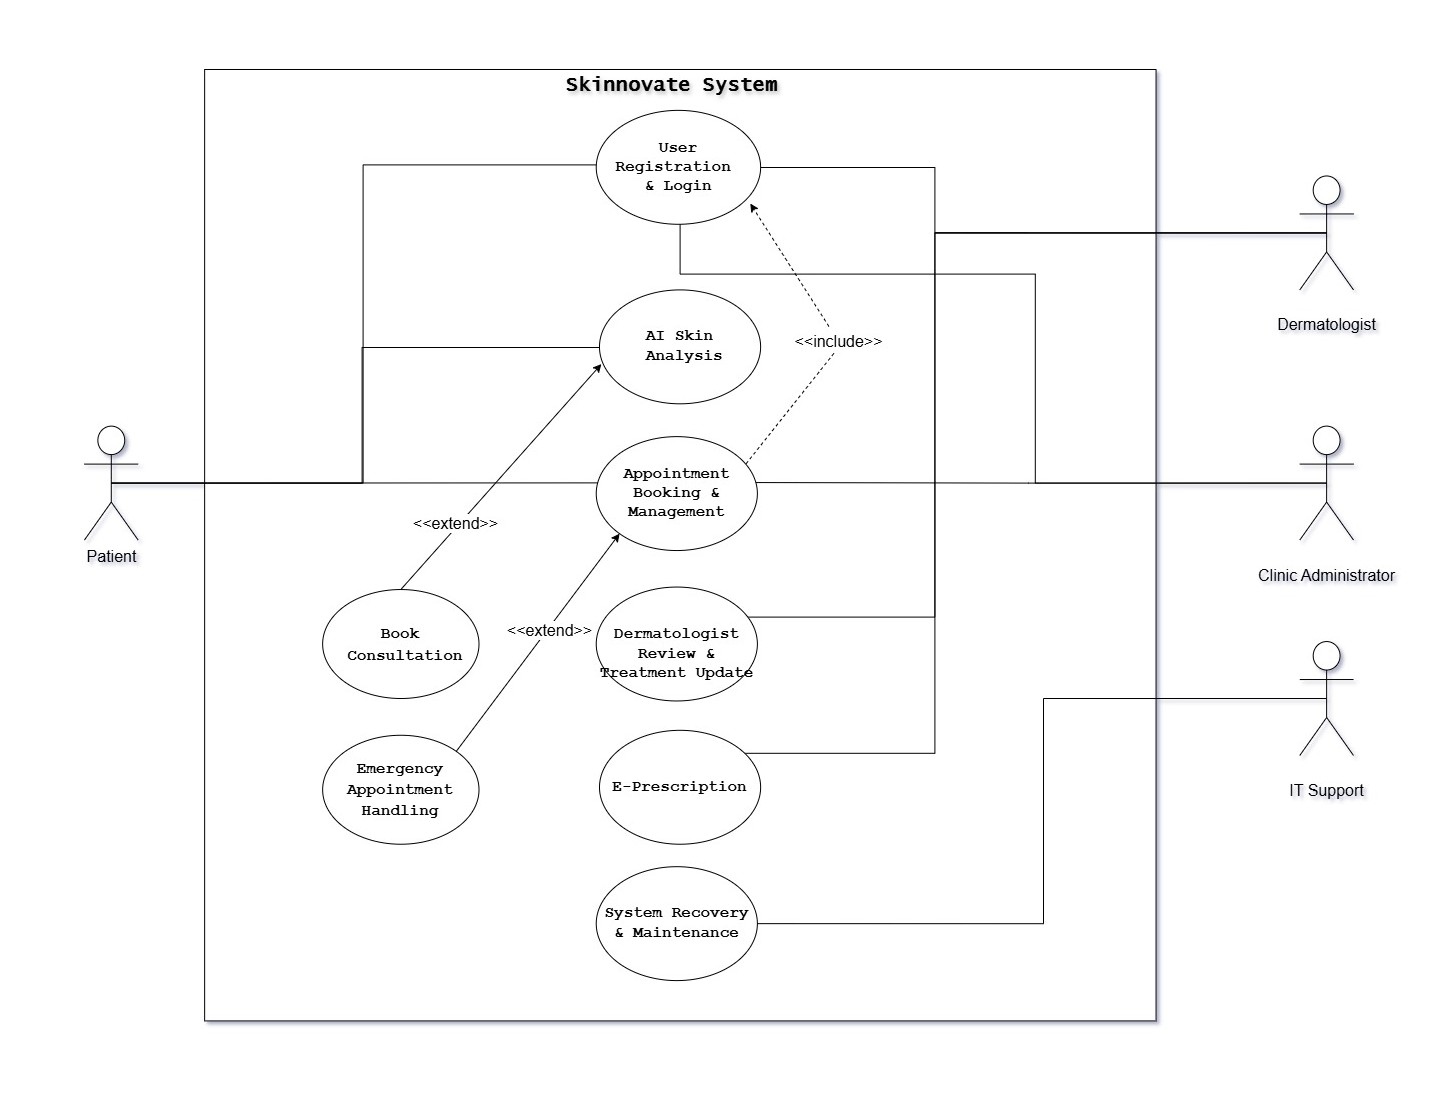 Skinnovate System
User
Registration
& Login
Dermatologist
AI Skin
Analysis
<<include>>
Appointment
Booking &
Management
<<extend>>
Patient
Clinic Administrator
Book
Consultation
<<extend>>
Dermatologist
Review &
Treatment Update
Emergency
Appointment
Handling
E-Prescription
IT Support
System Recovery
& Maintenance